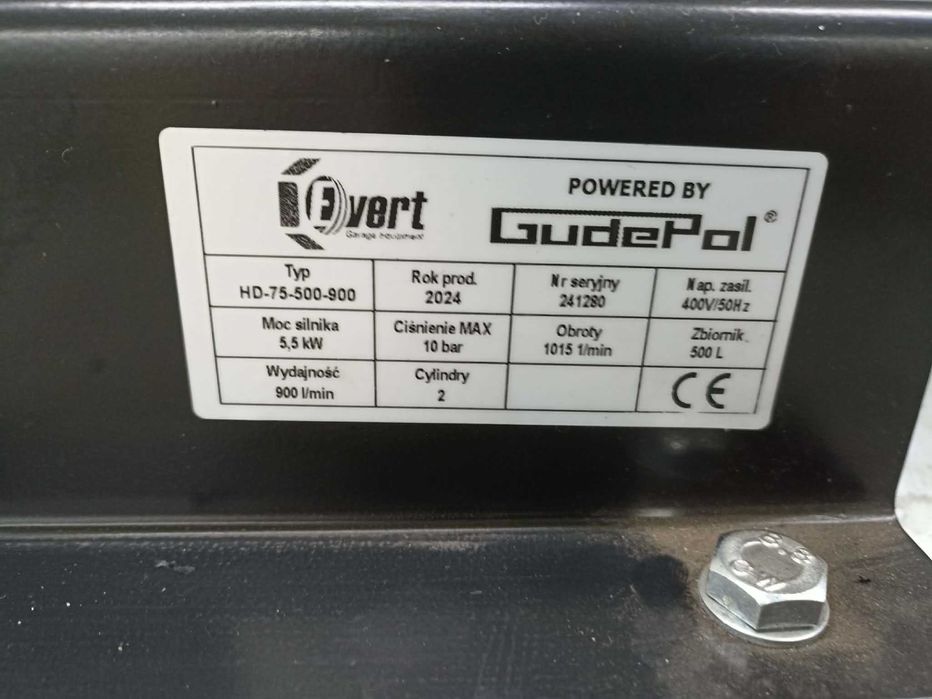 Evert
Garage Equipment
POWERED BY
GudePol®
Typ
HD-75-500-900
Rok prod.
2024
Nr seryjny
241280
Nap. zasil.
400V/50Hz
Moc silnika
5,5 kW
Ciśnienie MAX
10 bar
Obroty
1015 1/min
Zbiornik
500 L
Wydajność
900 l/min
Cylindry
2
CE
8.8